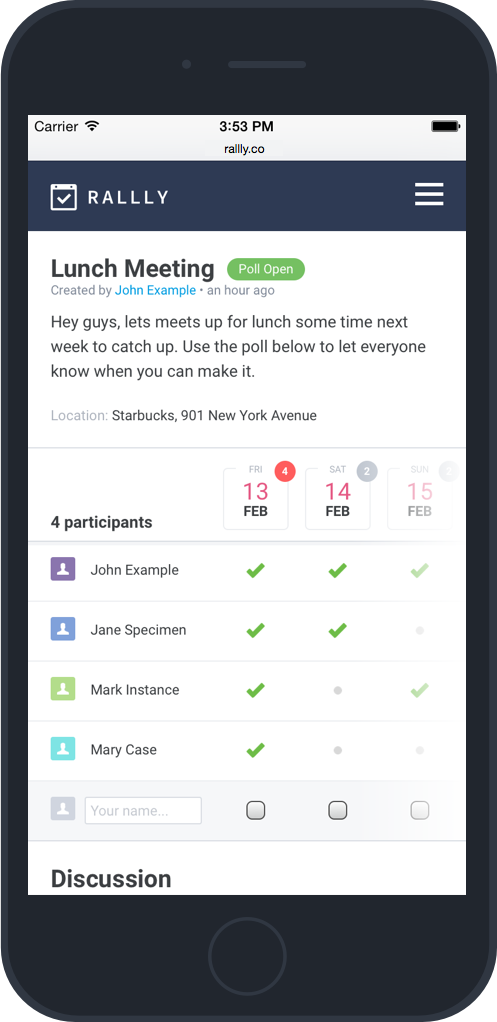 Carrier 3:53 PM
rallly.co
RALLLY
Lunch Meeting Poll Open
Created by John Example • an hour ago
Hey guys, lets meets up for lunch some time next
week to catch up. Use the poll below to let everyone
know when you can make it.
Location: Starbucks, 901 New York Avenue
FRI 4 SAT 2 SUN
13 14 15
4 participants FEB FEB FEB
John Example
Jane Specimen
Mark Instance
Mary Case
Your name...
Discussion